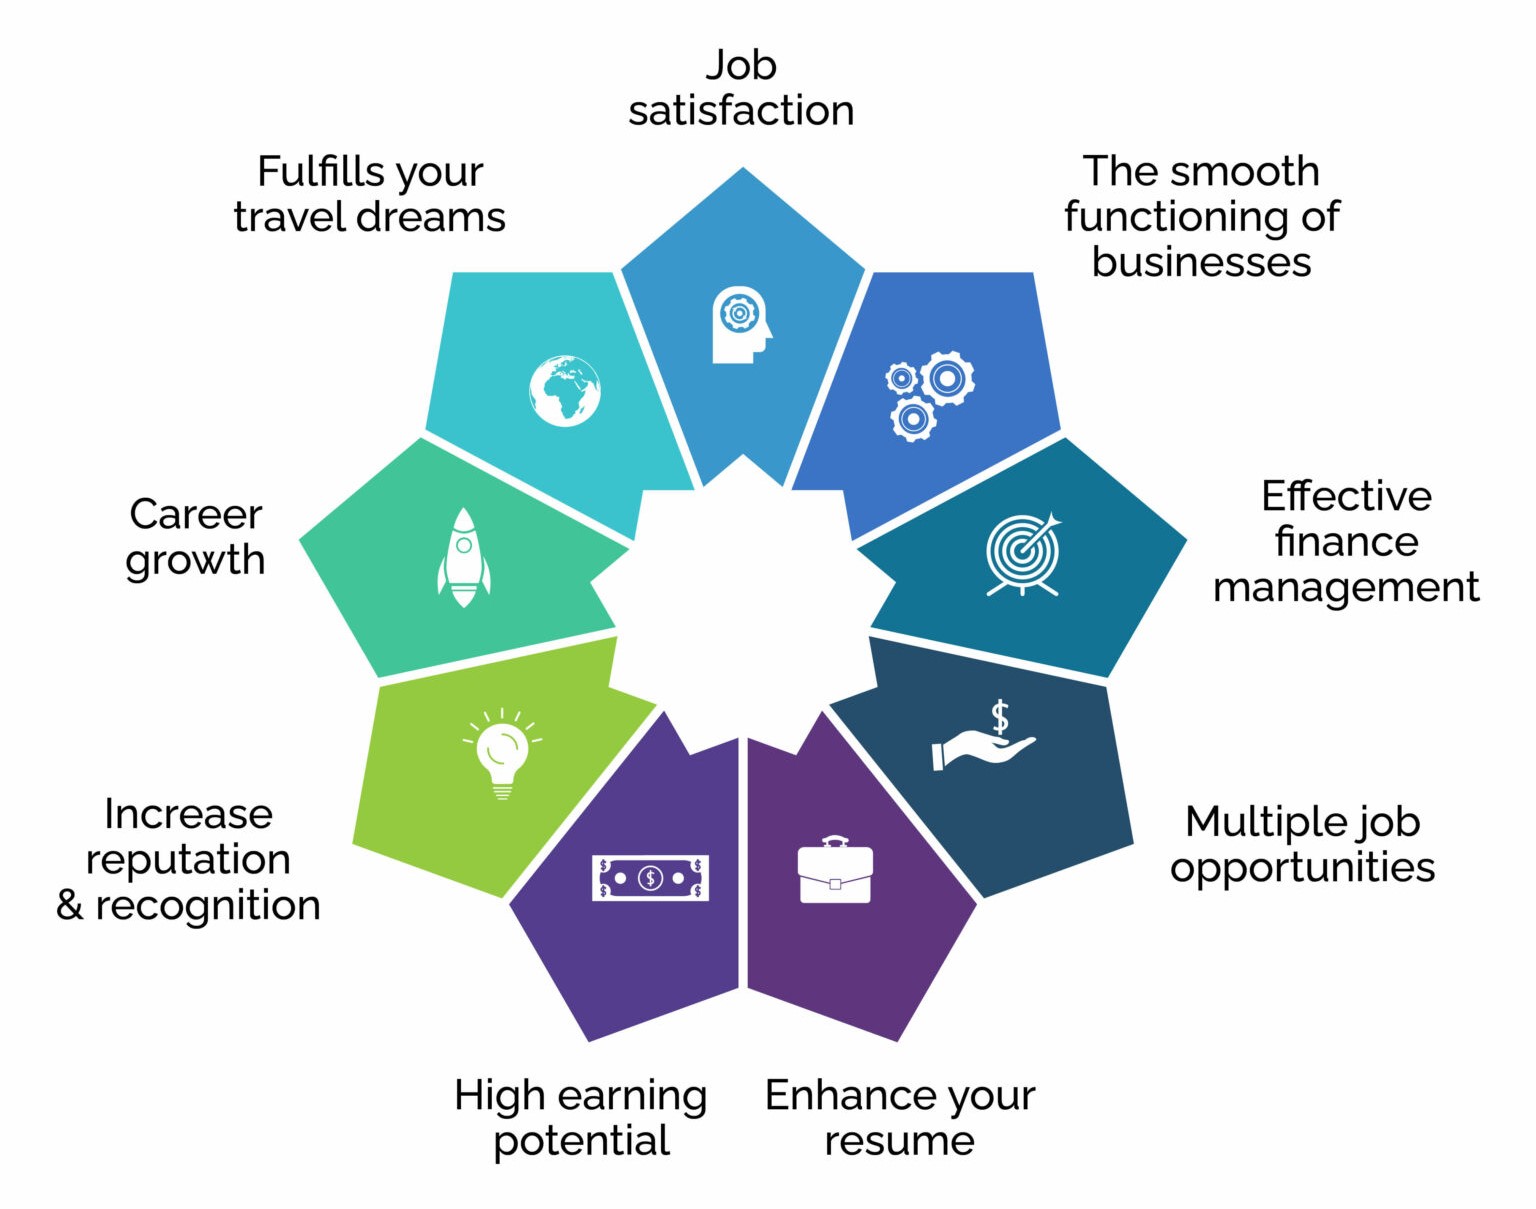 Job
satisfaction
The smooth
functioning of
businesses
Effective
finance
management
Multiple job
opportunities
Enhance your
resume
High earning
potential
Increase
reputation
& recognition
Career
growth
Fulfills your
travel dreams
$
$
$
$
$
$